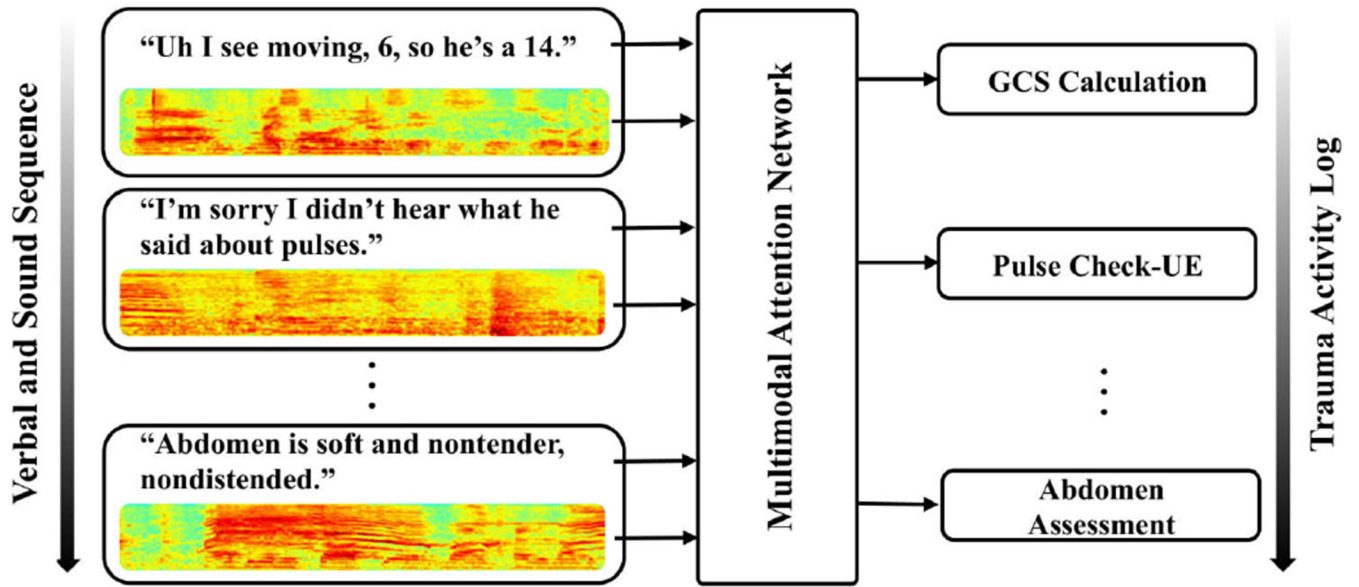 Verbal and Sound Sequence
“Uh I see moving, 6, so he’s a 14.”
“I’m sorry I didn’t hear what he
said about pulses.”
“Abdomen is soft and nontender,
nondistended.”
Multimodal Attention Network
GCS Calculation
Pulse Check-UE
Abdomen
Assessment
Trauma Activity Log